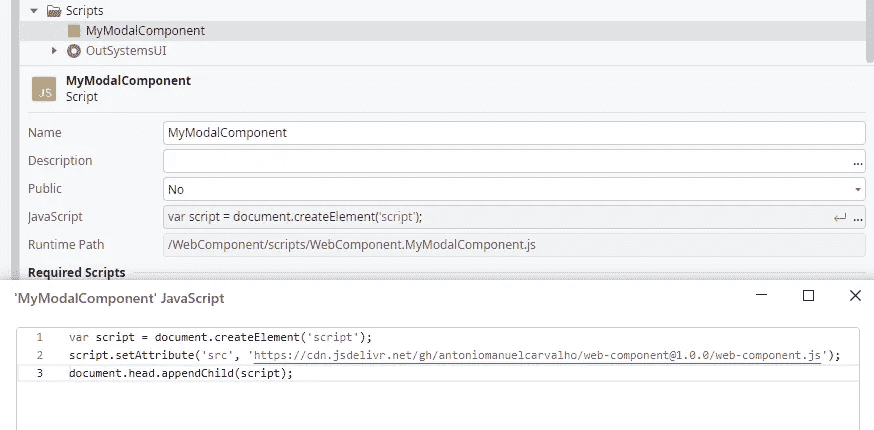 Scripts
MyModalComponent
OutSystemsUI
JS
MyModalComponent
Script
Name MyModalComponent
Description ...
Public No
JavaScript var script = document.createElement('script'); ...
Runtime Path /WebComponent/scripts/WebComponent.MyModalComponent.js
Required Scripts
'MyModalComponent' JavaScript
1 var script = document.createElement('script');
2 script.setAttribute('src', 'https://cdn.jsdelivr.net/gh/antoniomanuelcarvalho/web-component@1.0.0/web-component.js');
3 document.head.appendChild(script);